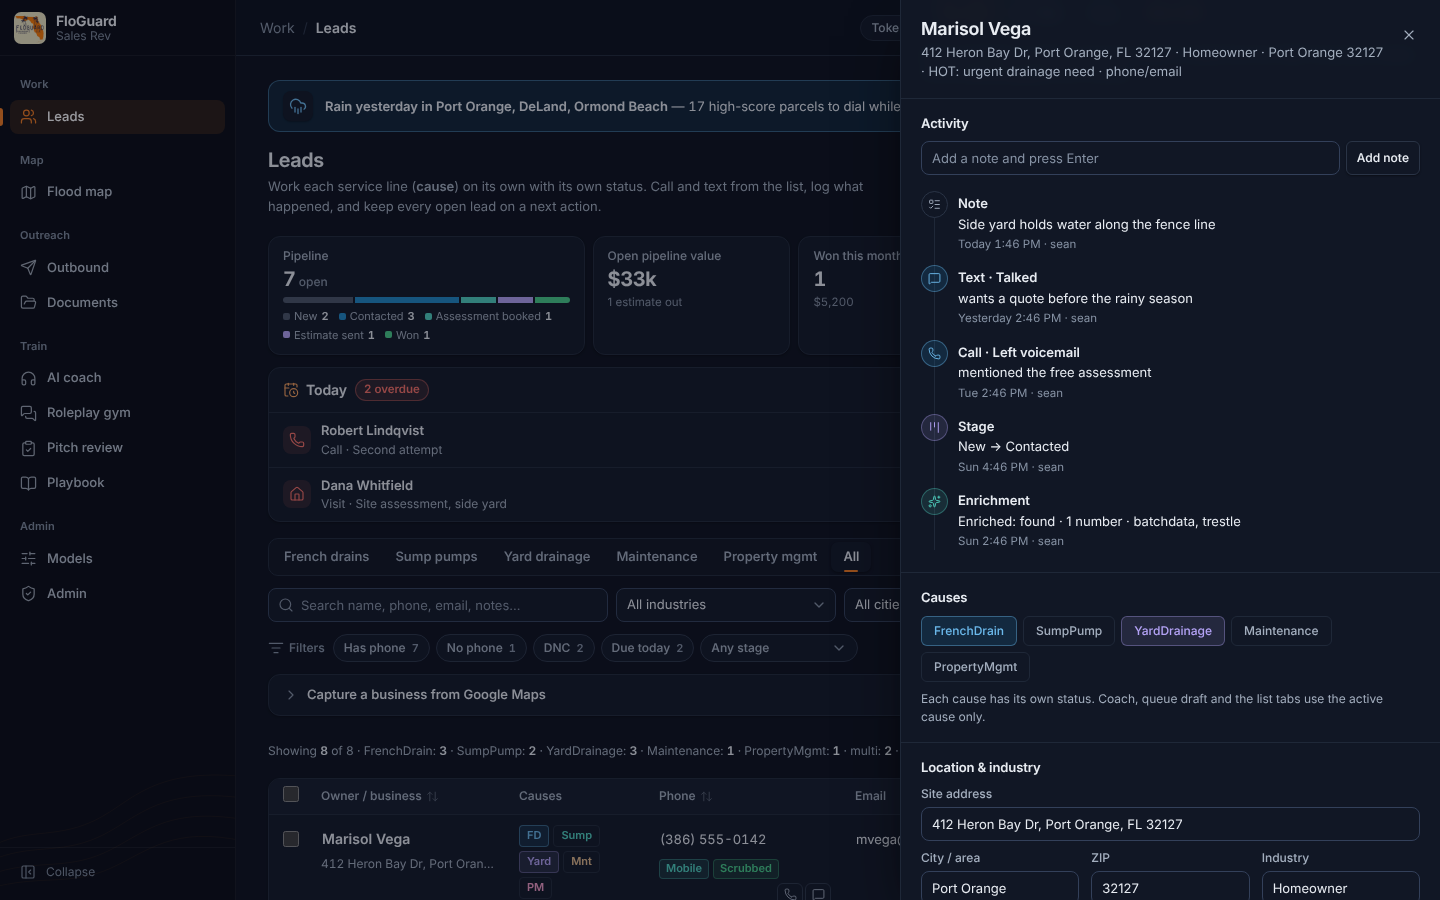 FloGuard
Sales Rev
Work
Leads
Map
Flood map
Outreach
Outbound
Documents
Train
AI coach
Roleplay gym
Pitch review
Playbook
Admin
Models
Admin
Collapse
Work / Leads
Toke
Rain yesterday in Port Orange, DeLand, Ormond Beach — 17 high-score parcels to dial while
Leads
Work each service line (cause) on its own with its own status. Call and text from the list, log what
happened, and keep every open lead on a next action.
Pipeline
7 open
New 2 Contacted 3 Assessment booked 1
Estimate sent 1 Won 1
Open pipeline value
$33k
1 estimate out
Won this month
1
$5,200
Today 2 overdue
Robert Lindqvist
Call · Second attempt
Dana Whitfield
Visit · Site assessment, side yard
French drains Sump pumps Yard drainage Maintenance Property mgmt All
Search name, phone, email, notes...
All industries
All citie
Filters Has phone 7 No phone 1 DNC 2 Due today 2 Any stage
Capture a business from Google Maps
Showing 8 of 8 · FrenchDrain: 3 · SumpPump: 2 · YardDrainage: 3 · Maintenance: 1 · PropertyMgmt: 1 · multi: 2 ·
Owner / business Causes Phone Email
Marisol Vega
412 Heron Bay Dr, Port Oran...
FD Sump
Yard Mnt
PM
(386) 555-0142
Mobile Scrubbed
mvega(
Marisol Vega
412 Heron Bay Dr, Port Orange, FL 32127 · Homeowner · Port Orange 32127
· HOT: urgent drainage need · phone/email
Activity
Add a note and press Enter
Add note
Note
Side yard holds water along the fence line
Today 1:46 PM · sean
Text · Talked
wants a quote before the rainy season
Yesterday 2:46 PM · sean
Call · Left voicemail
mentioned the free assessment
Tue 2:46 PM · sean
Stage
New → Contacted
Sun 4:46 PM · sean
Enrichment
Enriched: found · 1 number · batchdata, trestle
Sun 2:46 PM · sean
Causes
FrenchDrain SumpPump YardDrainage Maintenance
PropertyMgmt
Each cause has its own status. Coach, queue draft and the list tabs use the active
cause only.
Location & industry
Site address
412 Heron Bay Dr, Port Orange, FL 32127
City / area ZIP Industry
Port Orange 32127 Homeowner